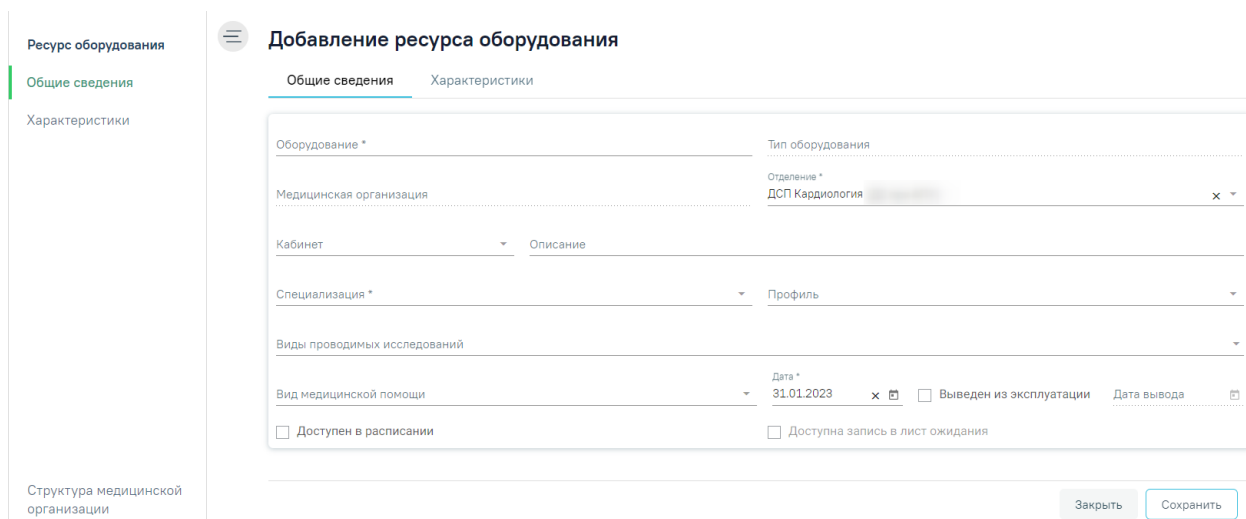 Ресурс оборудования
Общие сведения
Характеристики
Структура медицинской
организации
Добавление ресурса оборудования
Общие сведения Характеристики
Оборудование * Тип оборудования
Медицинская организация
Отделение *
ДСП Кардиология
Кабинет Описание
Специализация * Профиль
Виды проводимых исследований
Вид медицинской помощи
Дата *
31.01.2023 Выведен из эксплуатации Дата вывода
Доступен в расписании Доступна запись в лист ожидания
Закрыть Сохранить